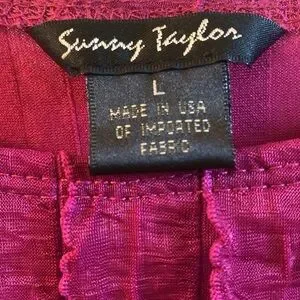 Sunny Taylor
L
MADE IN USA
OF IMPORTED
FABRIC